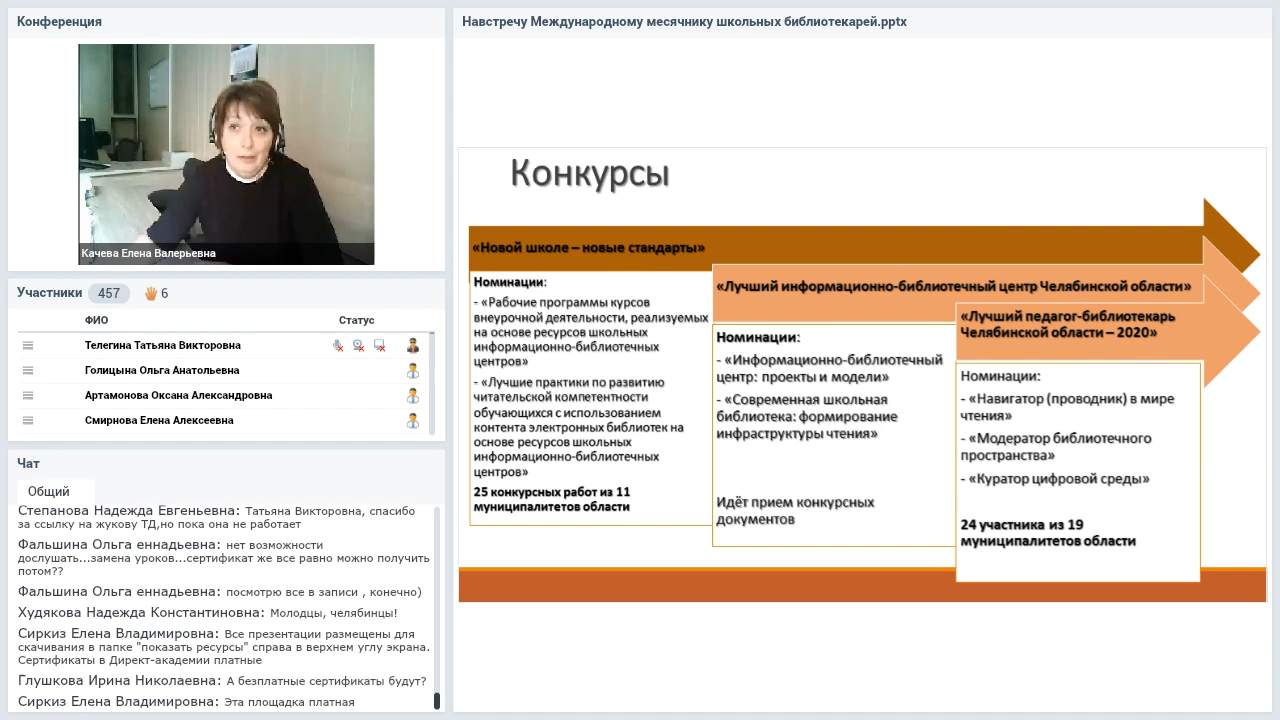 Конференция
Качева Елена Валерьевна
Участники 457 6
ФИО Статус
Телегина Татьяна Викторовна
Голицына Ольга Анатольевна
Артамонова Оксана Александровна
Смирнова Елена Алексеевна
Чат
Общий
Степанова Надежда Евгеньевна: Татьяна Викторовна, спасибо
за ссылку на жукову ТД,но пока она не работает
Фальшина Ольга еннадьевна: нет возможности
дослушать...замена уроков...сертификат же все равно можно получить
потом??
Фальшина Ольга еннадьевна: посмотрю все в записи , конечно)
Худякова Надежда Константиновна: Молодцы, челябинцы!
Сиркиз Елена Владимировна: Все презентации размещены для
скачивания в папке "показать ресурсы" справа в верхнем углу экрана.
Сертификаты в Директ-академии платные
Глушкова Ирина Николаевна: А безплатные сертификаты будут?
Сиркиз Елена Владимировна: Эта площадка платная
Навстречу Международному месячнику школьных библиотекарей.pptx
Конкурсы
«Новой школе – новые стандарты»
Номинации:
- «Рабочие программы курсов
внеурочной деятельности, реализуемых
на основе ресурсов школьных
информационно-библиотечных
центров»
- «Лучшие практики по развитию
читательской компетентности
обучающихся с использованием
контента электронных библиотек на
основе ресурсов школьных
информационно-библиотечных
центров»
25 конкурсных работ из 11
муниципалитетов области
«Лучший информационно-библиотечный центр Челябинской области»
Номинации:
- «Информационно-библиотечный
центр: проекты и модели»
- «Современная школьная
библиотека: формирование
инфраструктуры чтения»
Идёт прием конкурсных
документов
«Лучший педагог-библиотекарь
Челябинской области – 2020»
Номинации:
- «Навигатор (проводник) в мире
чтения»
- «Модератор библиотечного
пространства»
- «Куратор цифровой среды»
24 участника из 19
муниципалитетов области